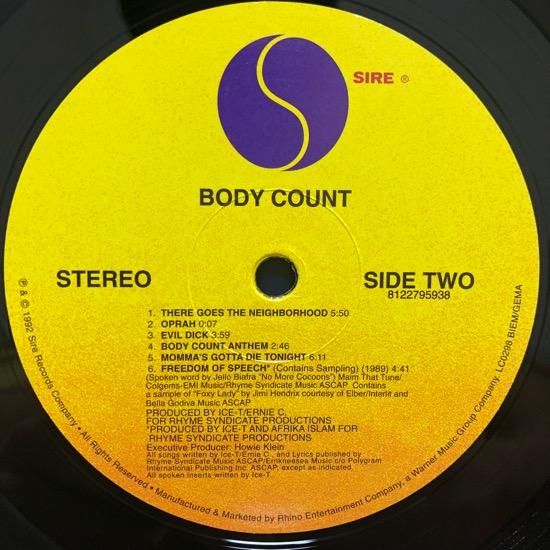 SIRE ®
BODY COUNT
STEREO
SIDE TWO
8122795938
1. THERE GOES THE NEIGHBORHOOD 5:50
2. OPRAH 0:07
3. EVIL DICK 3:59
4. BODY COUNT ANTHEM 2:46
5. MOMMA'S GOTTA DIE TONIGHT 6:11
6. FREEDOM OF SPEECH* (Contains Sampling) (1989) 4:41
(Spoken word by Jello Biafra "No More Cocoons") Maim That Tune/
Colgems-EMI Music/Rhyme Syndicate Music ASCAP. Contains
a sample of "Foxy Lady" by Jimi Hendrix courtesy of Elber/Interlit and
Bella Godiva Music ASCAP
PRODUCED BY ICE-T/ERNIE C.
FOR RHYME SYNDICATE PRODUCTIONS
*PRODUCED BY ICE-T AND AFRIKA ISLAM FOR
RHYME SYNDICATE PRODUCTIONS
Executive Producer: Howie Klein
All songs written by Ice-T/Ernie C., and Lyrics published by
Rhyme Syndicate Music ASCAP/Ernkneesea Music c/o Polygram
International Publishing Inc. ASCAP, except as indicated.
All spoken inserts written by Ice-T.
℗ & © 1992 Sire Records Company • All Rights Reserved • Manufactured & Marketed by Rhino Entertainment Company, a Warner Music Group Company. LC0298 BIEM/GEMA